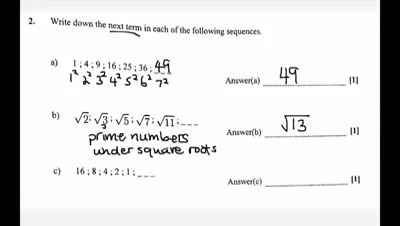 2. Write down the next term in each of the following sequences.
a) 1 ; 4 ; 9 ; 16 ; 25 ; 36 ; 49
1² 2² 3² 4² 5² 6² 7²
Answer(a) 49 [1]
b) √2 ; √3 ; √5 ; √7 ; √11 ; _ _ _
prime numbers
under square roots
Answer(b) √13 [1]
c) 16 ; 8 ; 4 ; 2 ; 1 ; _ _ _
Answer(c) [1]